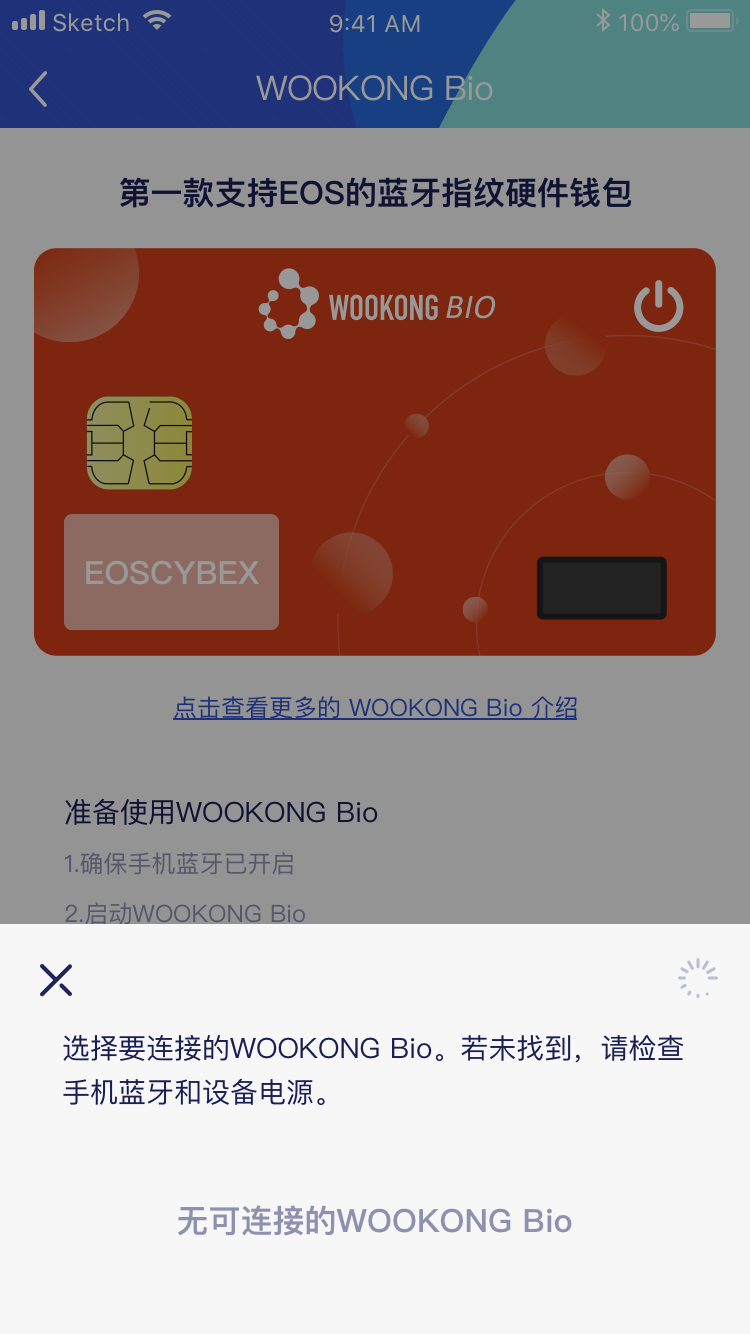 Sketch
9:41 AM
100%
WOOKONG Bio
第一款支持EOS的蓝牙指纹硬件钱包
WOOKONG BIO
EOSCYBEX
点击查看更多的 WOOKONG Bio 介绍
准备使用WOOKONG Bio
1.确保手机蓝牙已开启
2.启动WOOKONG Bio
选择要连接的WOOKONG Bio。若未找到，请检查
手机蓝牙和设备电源。
无可连接的WOOKONG Bio